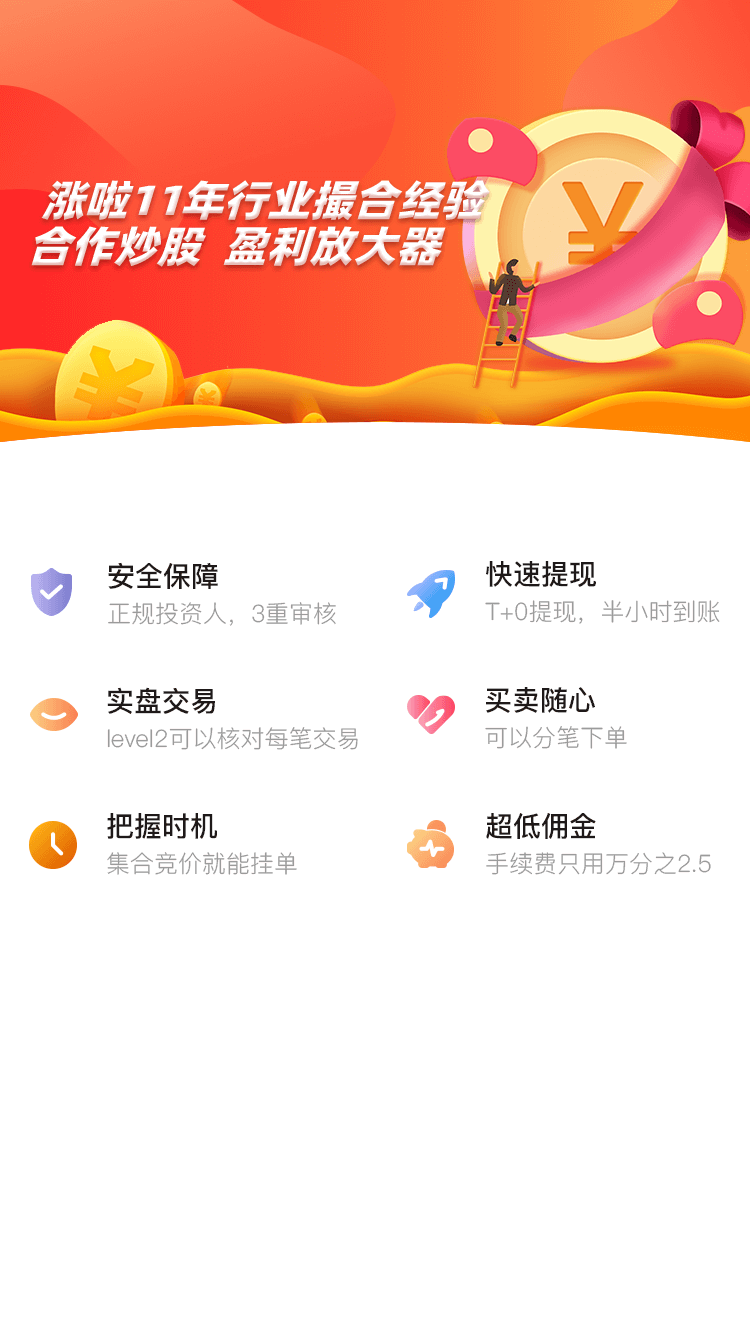 涨啦11年行业撮合经验
合作炒股 盈利放大器
安全保障
正规投资人，3重审核
快速提现
T+0提现，半小时到账
实盘交易
level2可以核对每笔交易
买卖随心
可以分笔下单
把握时机
集合竞价就能挂单
超低佣金
手续费只用万分之2.5